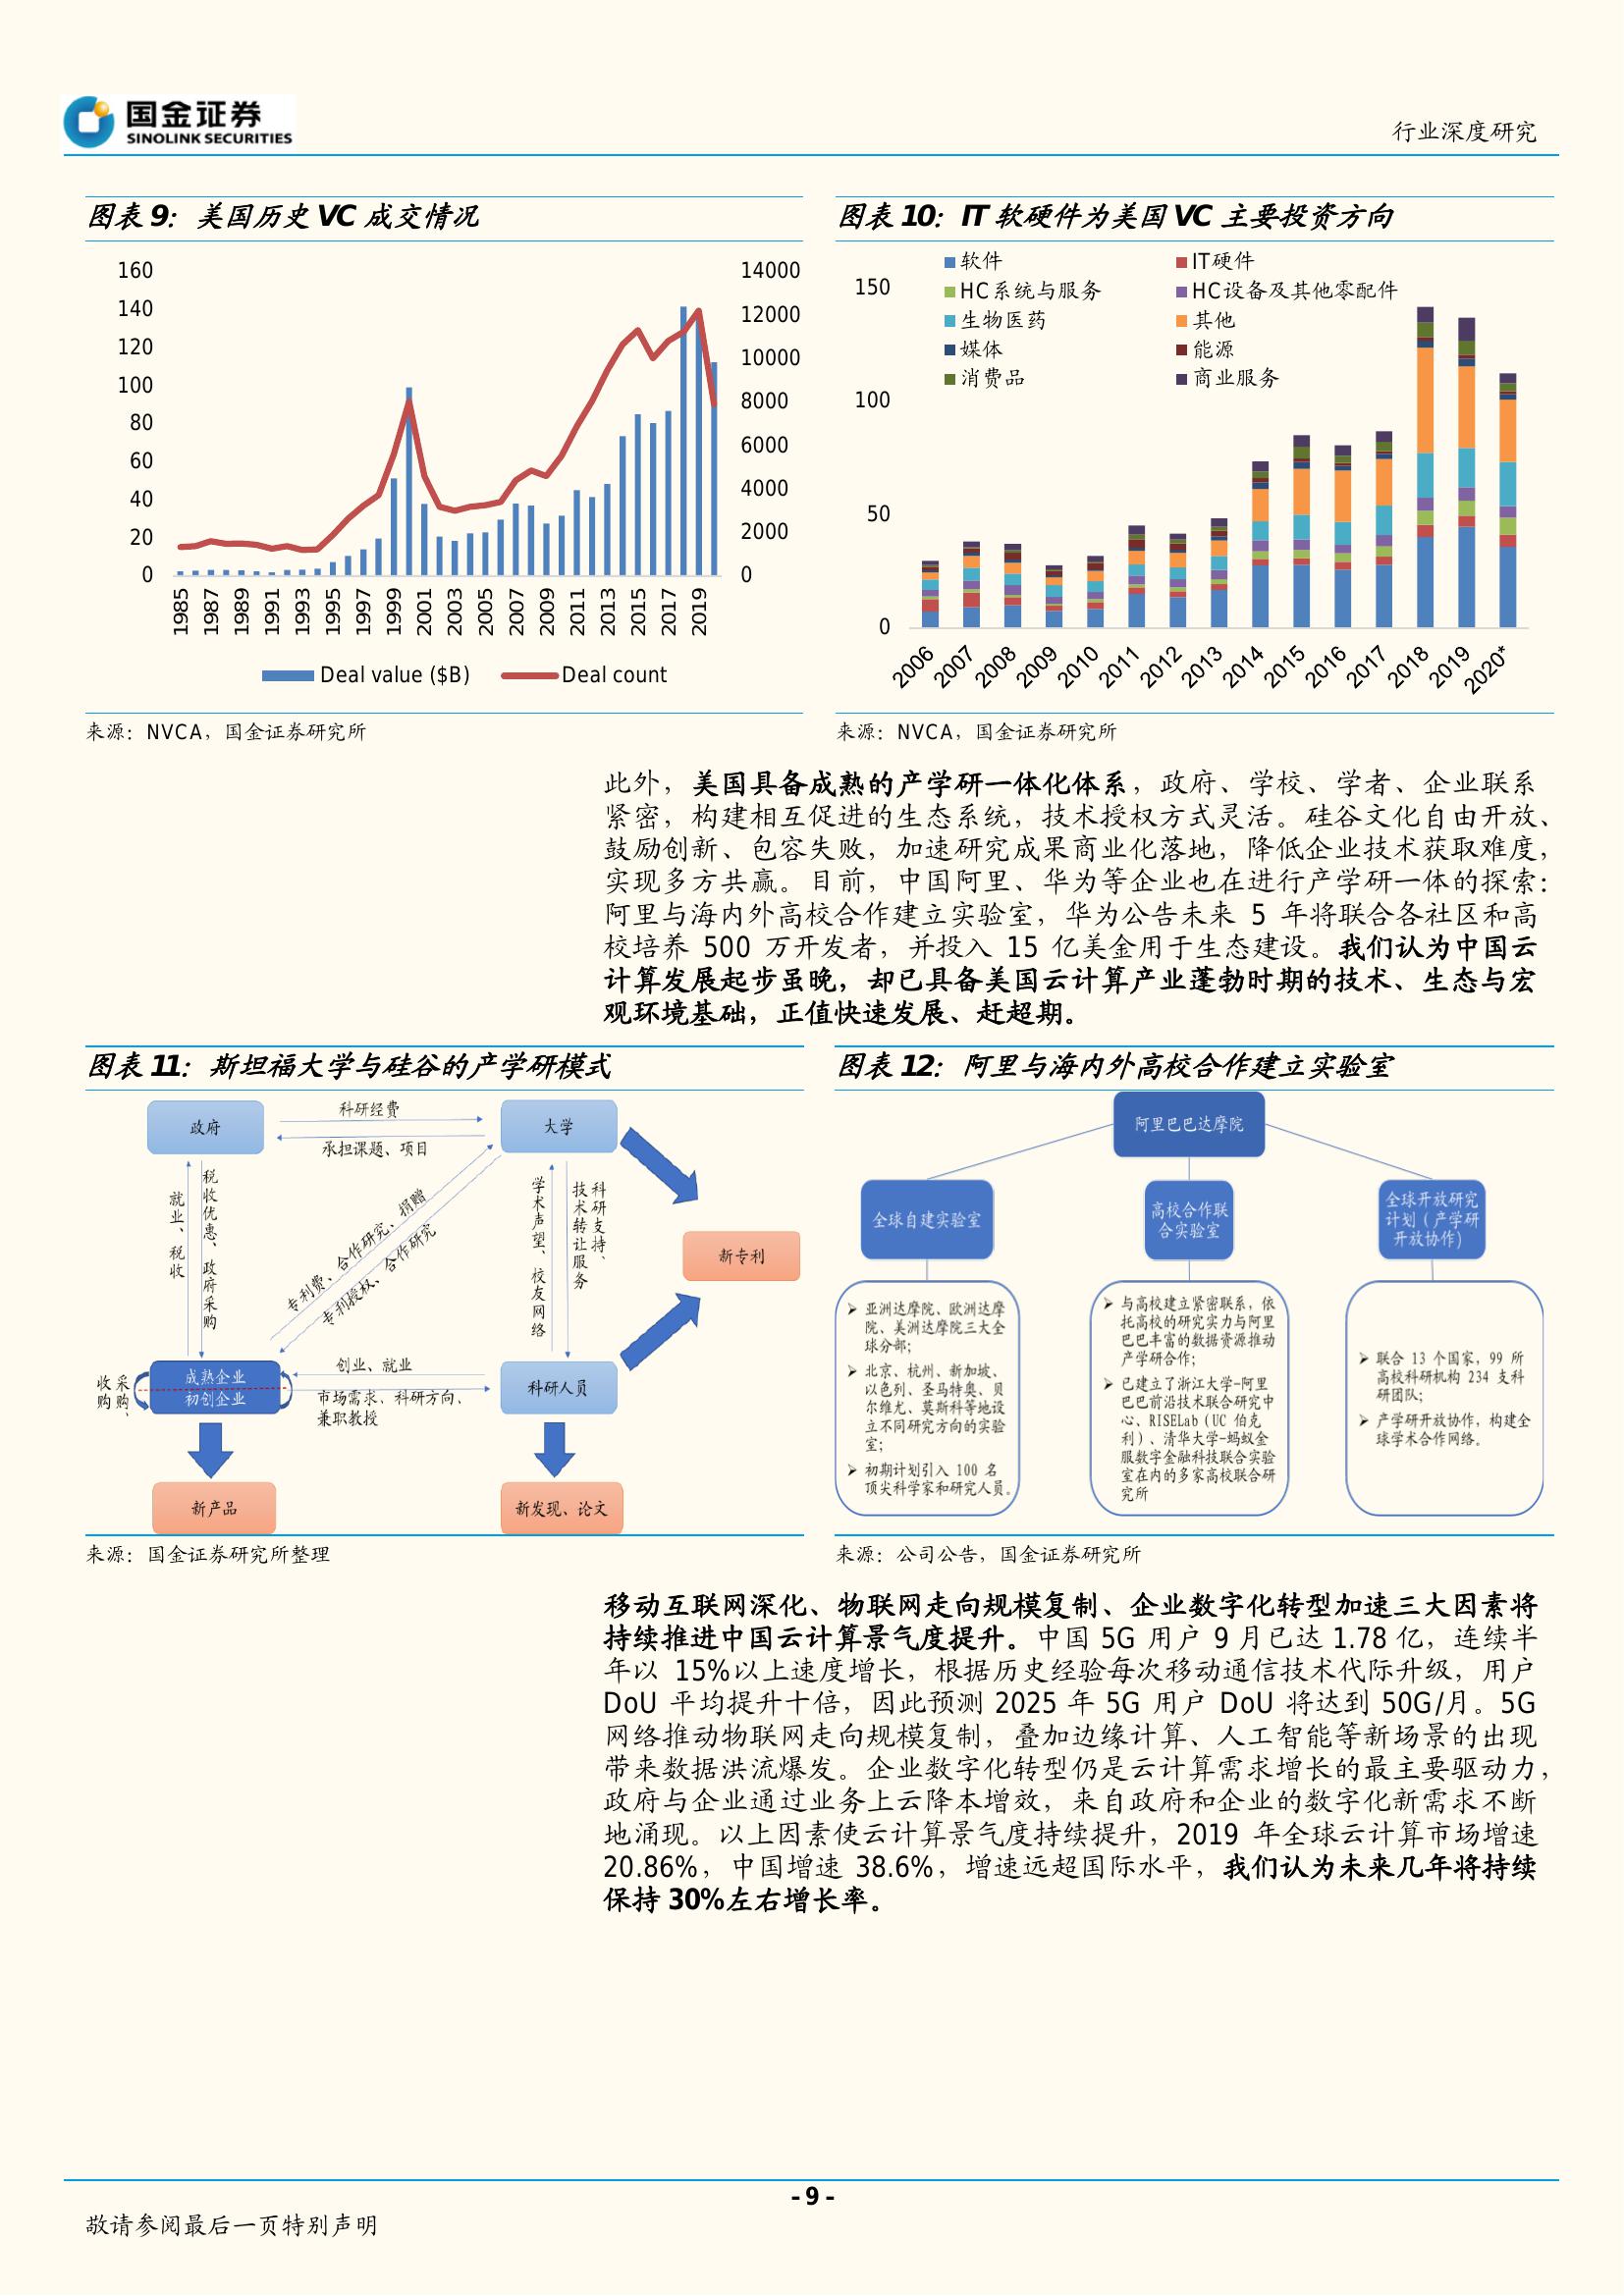 国金证券
SINOLINK SECURITIES
行业深度研究
图表 9：美国历史 VC 成交情况
160
140
120
100
80
60
40
20
0
14000
12000
10000
8000
6000
4000
2000
0
1985
1987
1989
1991
1993
1995
1997
1999
2001
2003
2005
2007
2009
2011
2013
2015
2017
2019
Deal value ($B)
Deal count
来源：NVCA，国金证券研究所
图表 10：IT 软硬件为美国 VC 主要投资方向
软件
IT硬件
HC系统与服务
HC设备及其他零配件
生物医药
其他
媒体
能源
消费品
商业服务
150
100
50
0
2006
2007
2008
2009
2010
2011
2012
2013
2014
2015
2016
2017
2018
2019
2020*
来源：NVCA，国金证券研究所
此外，美国具备成熟的产学研一体化体系，政府、学校、学者、企业联系
紧密，构建相互促进的生态系统，技术授权方式灵活。硅谷文化自由开放、
鼓励创新、包容失败，加速研究成果商业化落地，降低企业技术获取难度，
实现多方共赢。目前，中国阿里、华为等企业也在进行产学研一体的探索：
阿里与海内外高校合作建立实验室，华为公告未来 5 年将联合各社区和高
校培养 500 万开发者，并投入 15 亿美金用于生态建设。我们认为中国云
计算发展起步虽晚，却已具备美国云计算产业蓬勃时期的技术、生态与宏
观环境基础，正值快速发展、赶超期。
图表 11：斯坦福大学与硅谷的产学研模式
政府
科研经费
承担课题、项目
大学
就业、税收
税收优惠、政府采购
专利费、合作研究、捐赠
专利授权、合作研究
学术声望、校友网络
科研支持、
技术转让服务
新专利
采购、
收购
成熟企业
初创企业
创业、就业
市场需求、科研方向、
兼职教授
科研人员
新产品
新发现、论文
来源：国金证券研究所整理
图表 12：阿里与海内外高校合作建立实验室
阿里巴巴达摩院
全球自建实验室
高校合作联
合实验室
全球开放研究
计划（产学研
开放协作）
➢ 亚洲达摩院、欧洲达摩
院、美洲达摩院三大全
球分部；
➢ 北京、杭州、新加坡、
以色列、圣马特奥、贝
尔维尤、莫斯科等地设
立不同研究方向的实验
室；
➢ 初期计划引入 100 名
顶尖科学家和研究人员。
➢ 与高校建立紧密联系，依
托高校的研究实力与阿里
巴巴丰富的数据资源推动
产学研合作；
➢ 已建立了浙江大学-阿里
巴巴前沿技术联合研究中
心、RISELab（UC 伯克
利）、清华大学-蚂蚁金
服数字金融科技联合实验
室在内的多家高校联合研
究所
➢ 联合 13 个国家，99 所
高校科研机构 234 支科
研团队；
➢ 产学研开放协作，构建全
球学术合作网络。
来源：公司公告，国金证券研究所
移动互联网深化、物联网走向规模复制、企业数字化转型加速三大因素将
持续推进中国云计算景气度提升。中国 5G 用户 9 月已达 1.78 亿，连续半
年以 15%以上速度增长，根据历史经验每次移动通信技术代际升级，用户
DoU 平均提升十倍，因此预测 2025 年 5G 用户 DoU 将达到 50G/月。5G
网络推动物联网走向规模复制，叠加边缘计算、人工智能等新场景的出现
带来数据洪流爆发。企业数字化转型仍是云计算需求增长的最主要驱动力，
政府与企业通过业务上云降本增效，来自政府和企业的数字化新需求不断
地涌现。以上因素使云计算景气度持续提升，2019 年全球云计算市场增速
20.86%，中国增速 38.6%，增速远超国际水平，我们认为未来几年将持续
保持 30%左右增长率。
- 9 -
敬请参阅最后一页特别声明